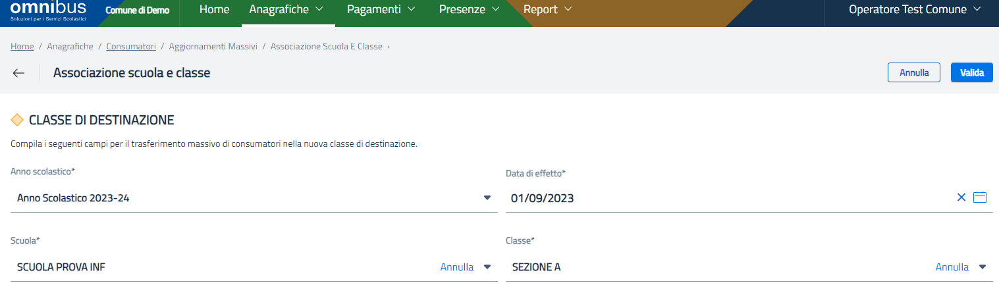 omnibus
Soluzioni per i Servizi Scolastici
Comune di Demo
Home
Anagrafiche
Pagamenti
Presenze
Report
Operatore Test Comune
Home / Anagrafiche / Consumatori / Aggiornamenti Massivi / Associazione Scuola E Classe ›
Associazione scuola e classe
Annulla
Valida
CLASSE DI DESTINAZIONE
Compila i seguenti campi per il trasferimento massivo di consumatori nella nuova classe di destinazione.
Anno scolastico*
Data di effetto*
Anno Scolastico 2023-24
01/09/2023
Scuola*
Classe*
SCUOLA PROVA INF
Annulla
SEZIONE A
Annulla